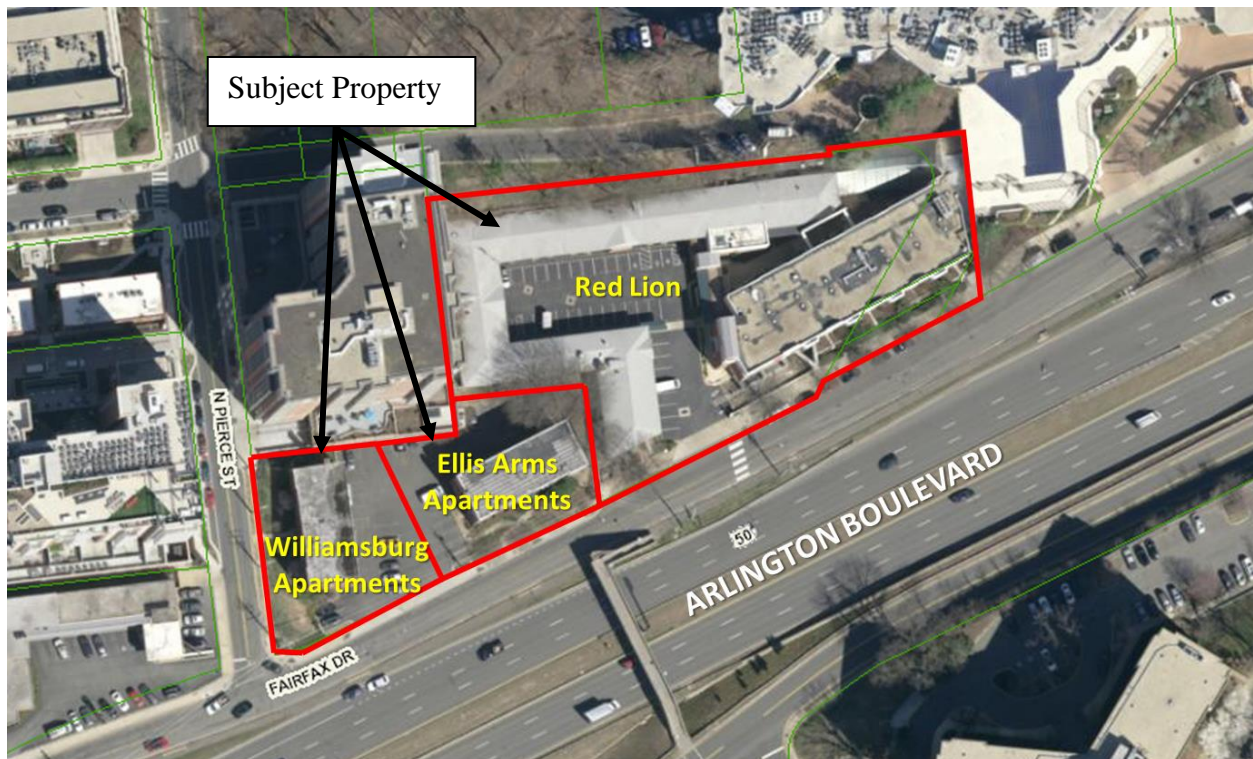 Subject Property
Red Lion
N PIERCE ST
Ellis Arms
Apartments
Williamsburg
Apartments
ARLINGTON BOULEVARD
50
FAIRFAX DR